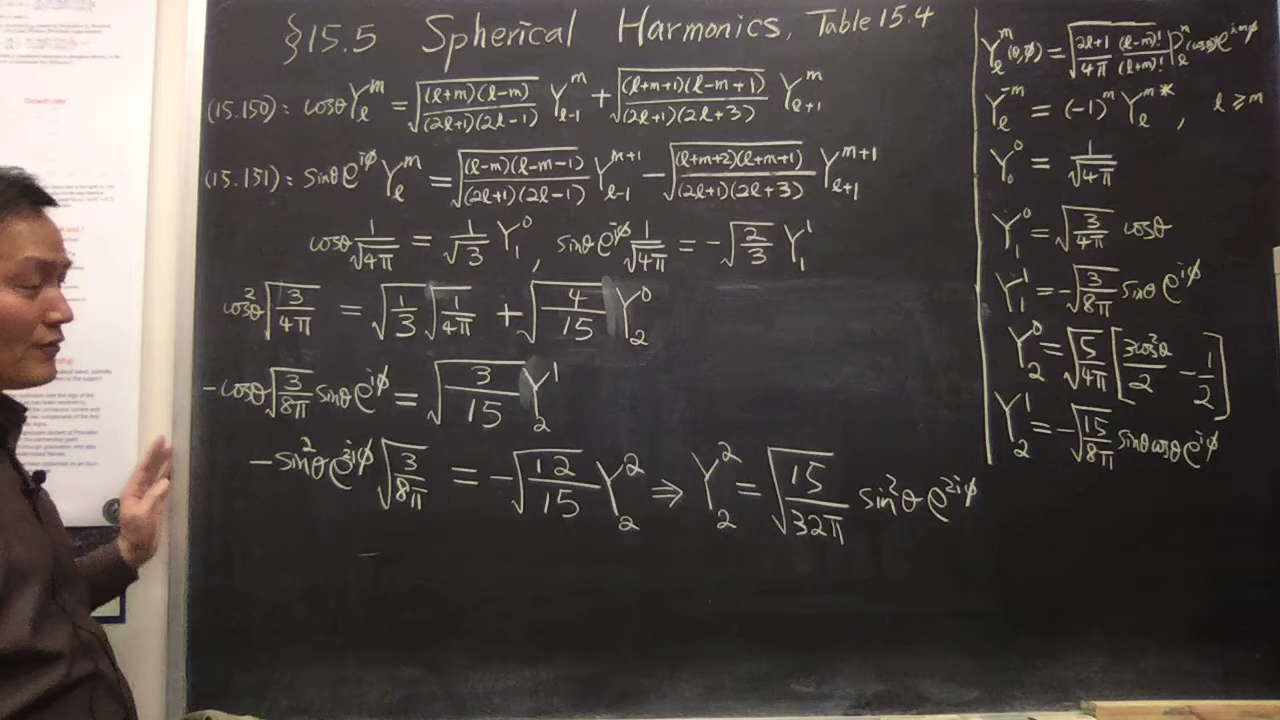 §15.5 Spherical Harmonics, Table 15.4
(15.150): cosθ Y_ℓ^m = √((ℓ+m)(ℓ-m)/(2ℓ+1)(2ℓ-1)) Y_{ℓ-1}^m + √((ℓ+m+1)(ℓ-m+1)/(2ℓ+1)(2ℓ+3)) Y_{ℓ+1}^m
(15.151): sinθ e^{iφ} Y_ℓ^m = √((ℓ-m)(ℓ-m-1)/(2ℓ+1)(2ℓ-1)) Y_{ℓ-1}^{m+1} - √((ℓ+m+2)(ℓ+m+1)/(2ℓ+1)(2ℓ+3)) Y_{ℓ+1}^{m+1}
cosθ 1/√4π = 1/√3 Y_1^0, sinθ e^{iφ} 1/√4π = -√(2/3) Y_1^1
cos²θ √(3/4π) = √(1/3) √(1/4π) + √(4/15) Y_2^0
-cosθ √(3/8π) sinθ e^{iφ} = √(3/15) Y_2^1
-sin²θ e^{2iφ} √(3/8π) = -√(12/15) Y_2^2 ⇒ Y_2^2 = √(15/32π) sin²θ e^{2iφ}
Y_ℓ^m(θ,φ) = √(2ℓ+1/4π (ℓ-m)!/(ℓ+m)!) P_ℓ^m(cosθ) e^{imφ}
Y_ℓ^{-m} = (-1)^m Y_ℓ^{m*}, ℓ ≥ m
Y_0^0 = 1/√4π
Y_1^0 = √(3/4π) cosθ
Y_1^1 = -√(3/8π) sinθ e^{iφ}
Y_2^0 = √(5/4π) [3cos²θ/2 - 1/2]
Y_2^1 = -√(15/8π) sinθ cosθ e^{iφ}